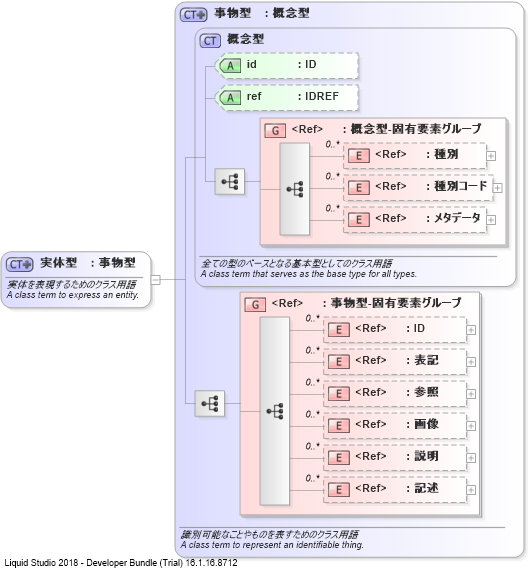 CT 事物型 : 概念型
CT 概念型
A id : ID
A ref : IDREF
G <Ref> : 概念型-固有要素グループ
0..*
E <Ref> : 種別
0..*
E <Ref> : 種別コード
0..*
E <Ref> : メタデータ
全ての型のベースとなる基本型としてのクラス用語
A class term that serves as the base type for all types.
CT 実体型 : 事物型
実体を表現するためのクラス用語
A class term to express an entity.
G <Ref> : 事物型-固有要素グループ
0..*
E <Ref> : ID
0..*
E <Ref> : 表記
0..*
E <Ref> : 参照
0..*
E <Ref> : 画像
0..*
E <Ref> : 説明
0..*
E <Ref> : 記述
識別可能なことやものを表すためのクラス用語
A class term to represent an identifiable thing.
Liquid Studio 2018 - Developer Bundle (Trial) 16.1.16.8712